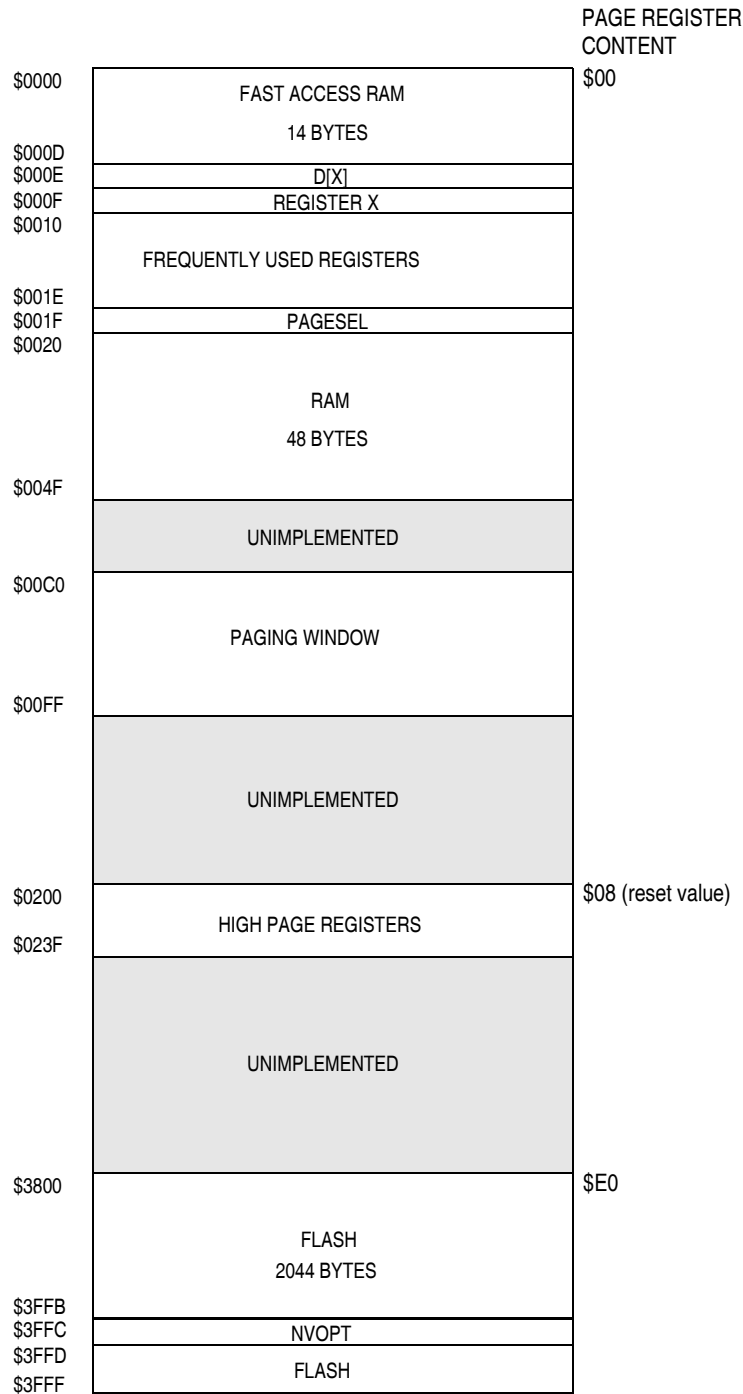 PAGE REGISTER
CONTENT
$0000
FAST ACCESS RAM
$00
14 BYTES
$000D
$000E
D[X]
$000F
REGISTER X
$0010
FREQUENTLY USED REGISTERS
$001E
$001F
PAGESEL
$0020
RAM
48 BYTES
$004F
UNIMPLEMENTED
$00C0
PAGING WINDOW
$00FF
UNIMPLEMENTED
$0200
$08 (reset value)
HIGH PAGE REGISTERS
$023F
UNIMPLEMENTED
$3800
$E0
FLASH
2044 BYTES
$3FFB
$3FFC
NVOPT
$3FFD
FLASH
$3FFF